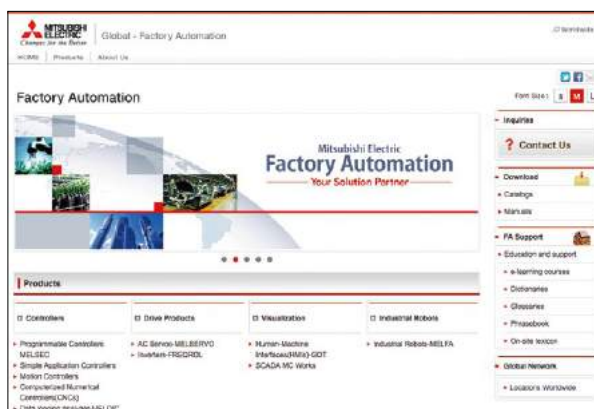 MITSUBISHI
ELECTRIC
Changes for the Better
Global - Factory Automation
Worldwide
HOME
Products
About Us
Font Size :
S
M
L
Factory Automation
Mitsubishi Electric
Factory Automation
Your Solution Partner
Inquiries
? Contact Us
Download
Catalogs
Manuals
FA Support
Education and support
e-learning courses
Dictionaries
Glossaries
Phrasebook
On-site lexicon
Global Network
Locations Worldwide
Products
Controllers
Programmable Controllers
MELSEC
Simple Application Controllers
Motion Controllers
Computerized Numerical
Controllers(CNCs)
Drive Products
AC Servo-MELSERVO
Inverters-FREQROL
Visualization
Human-Machine
Interfaces(HMIs)-GOT
SCADA MC Works
Industrial Robots
Industrial Robots-MELFA